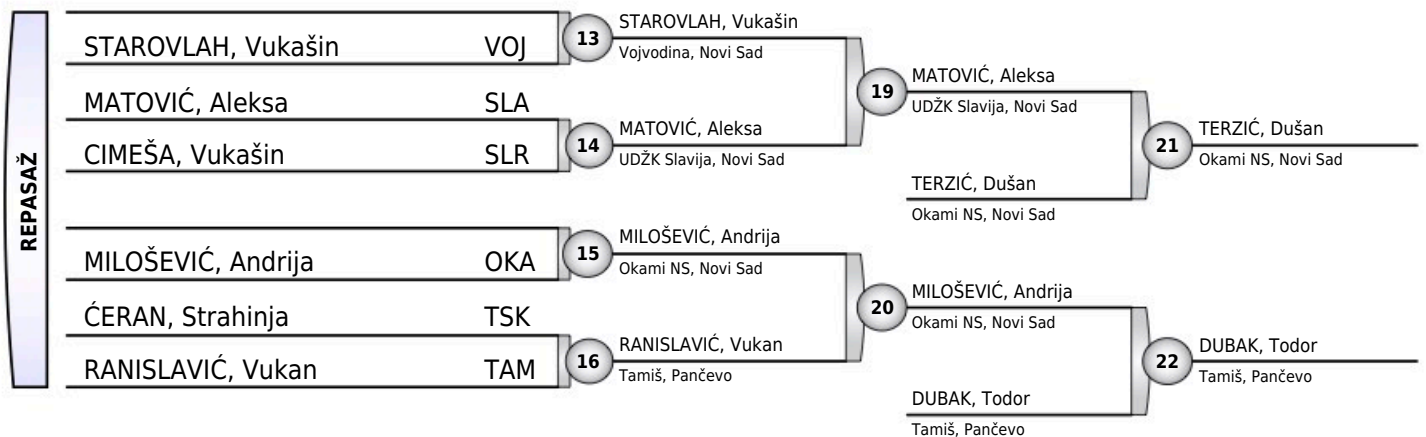 REPASAŽ
STAROVLAH, Vukašin VOJ
MATOVIĆ, Aleksa SLA
CIMEŠA, Vukašin SLR
MILOŠEVIĆ, Andrija OKA
ĆERAN, Strahinja TSK
RANISLAVIĆ, Vukan TAM
13
14
15
16
STAROVLAH, Vukašin
Vojvodina, Novi Sad
MATOVIĆ, Aleksa
UDŽK Slavija, Novi Sad
MILOŠEVIĆ, Andrija
Okami NS, Novi Sad
RANISLAVIĆ, Vukan
Tamiš, Pančevo
19
20
MATOVIĆ, Aleksa
UDŽK Slavija, Novi Sad
TERZIĆ, Dušan
Okami NS, Novi Sad
MILOŠEVIĆ, Andrija
Okami NS, Novi Sad
DUBAK, Todor
Tamiš, Pančevo
21
22
TERZIĆ, Dušan
Okami NS, Novi Sad
DUBAK, Todor
Tamiš, Pančevo